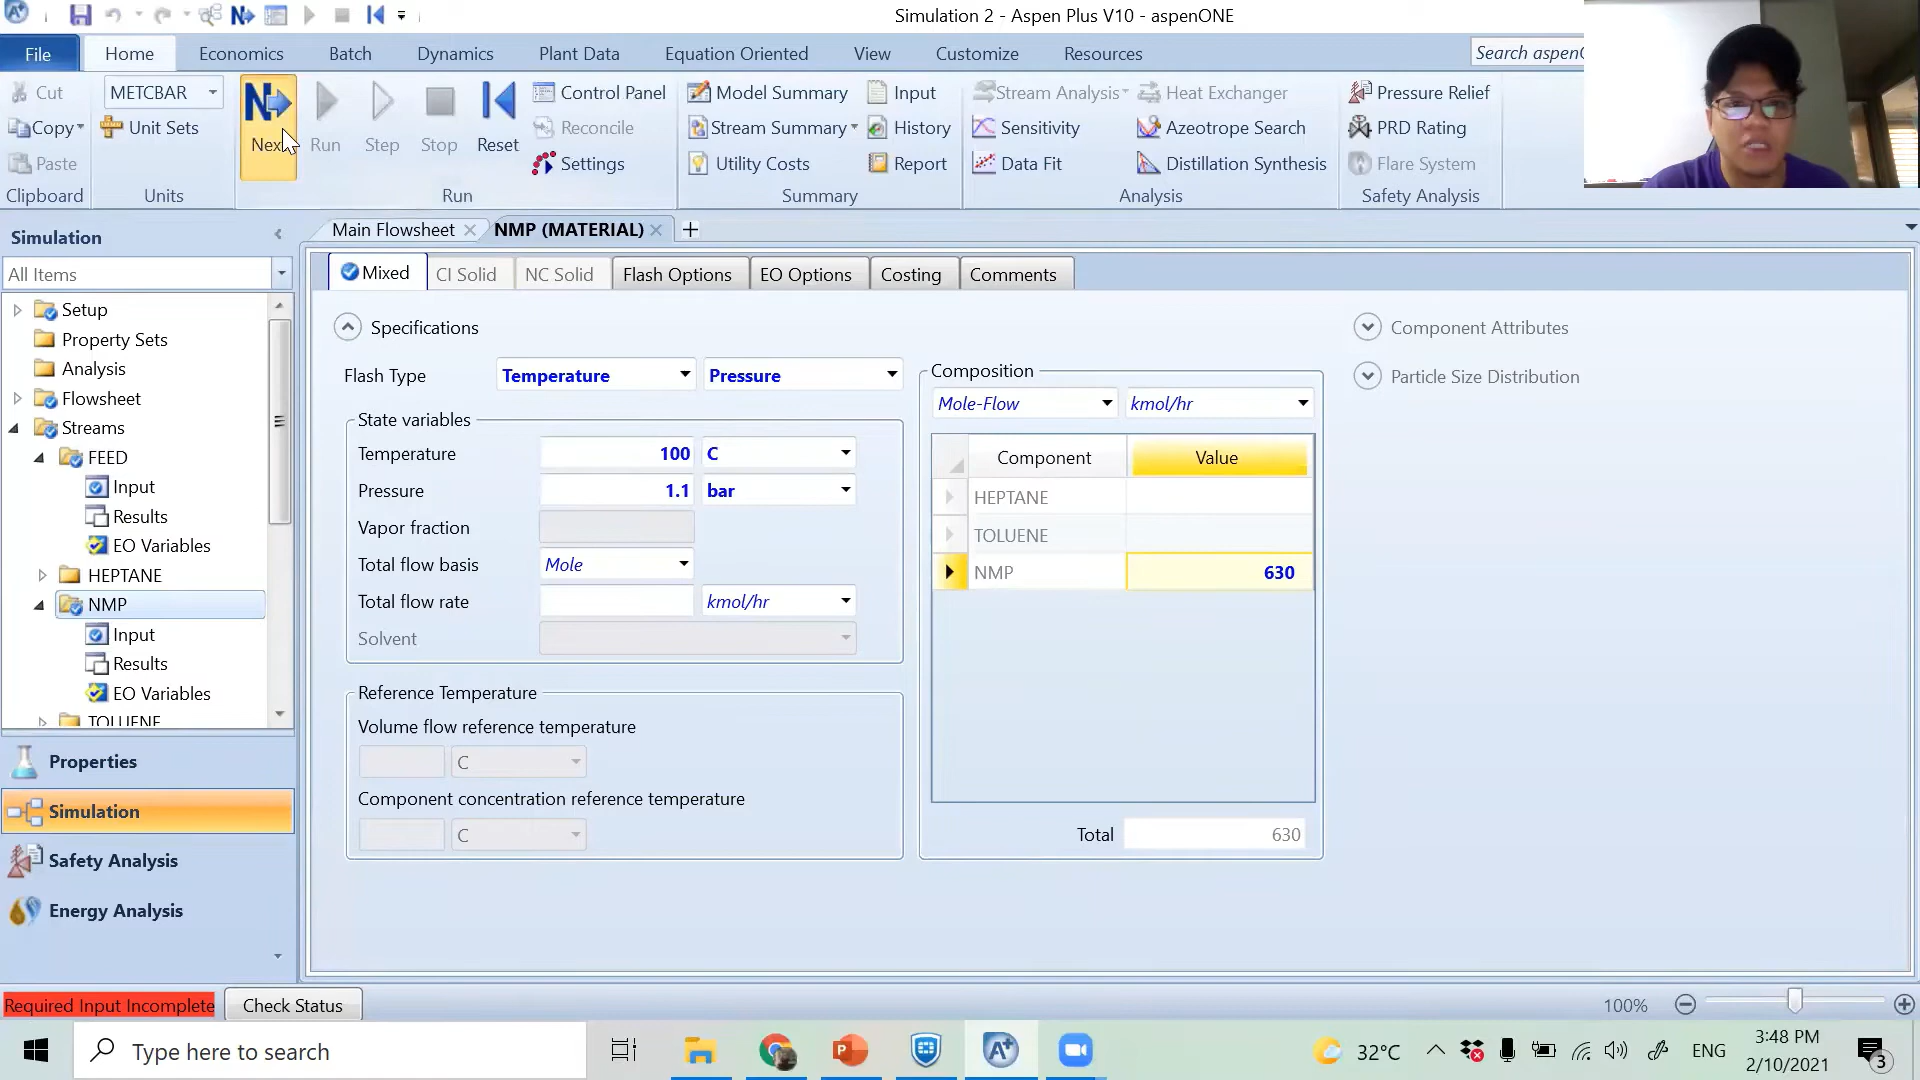 Simulation 2 - Aspen Plus V10 - aspenONE
File Home Economics Batch Dynamics Plant Data Equation Oriented View Customize Resources
Cut METCBAR Control Panel Model Summary Input Stream Analysis Heat Exchanger Pressure Relief
Copy Unit Sets Reconcile Stream Summary History Sensitivity Azeotrope Search PRD Rating
Run Step Stop Reset
Paste Settings Utility Costs Report Data Fit Distillation Synthesis Flare System
Clipboard Units Run Summary Analysis Safety Analysis
Simulation Main Flowsheet NMP (MATERIAL)
All Items Mixed CI Solid NC Solid Flash Options EO Options Costing Comments
Setup
Property Sets
Analysis
Flowsheet
Streams
FEED
Input
Results
EO Variables
HEPTANE
NMP
Input
Results
EO Variables
TOLUENE
Properties
Simulation
Safety Analysis
Energy Analysis
Specifications
Flash Type Temperature Pressure
State variables
Temperature 100 C
Pressure 1.1 bar
Vapor fraction
Total flow basis Mole
Total flow rate kmol/hr
Solvent
Reference Temperature
Volume flow reference temperature
C
Component concentration reference temperature
C
Composition
Mole-Flow kmol/hr
Component Value
HEPTANE
TOLUENE
NMP 630
Total 630
Component Attributes
Particle Size Distribution
Required Input Incomplete Check Status 100%
Type here to search 32°C ENG 3:48 PM
2/10/2021
3